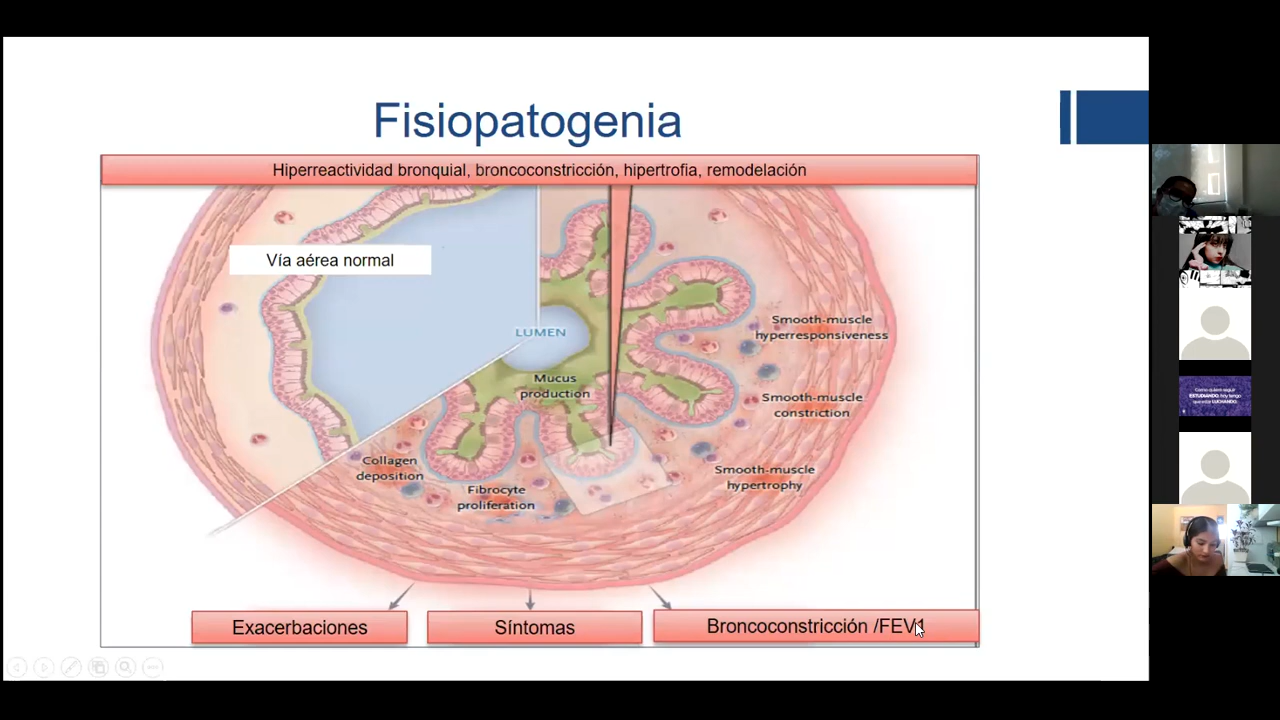 Fisiopatogenia
Hiperreactividad bronquial, broncoconstricción, hipertrofia, remodelación
Vía aérea normal
LUMEN
Mucus
production
Smooth-muscle
hyperresponsiveness
Smooth-muscle
constriction
Smooth-muscle
hypertrophy
Collagen
deposition
Fibrocyte
proliferation
Exacerbaciones
Síntomas
Broncoconstricción /FEV1
ESTUDIANDO